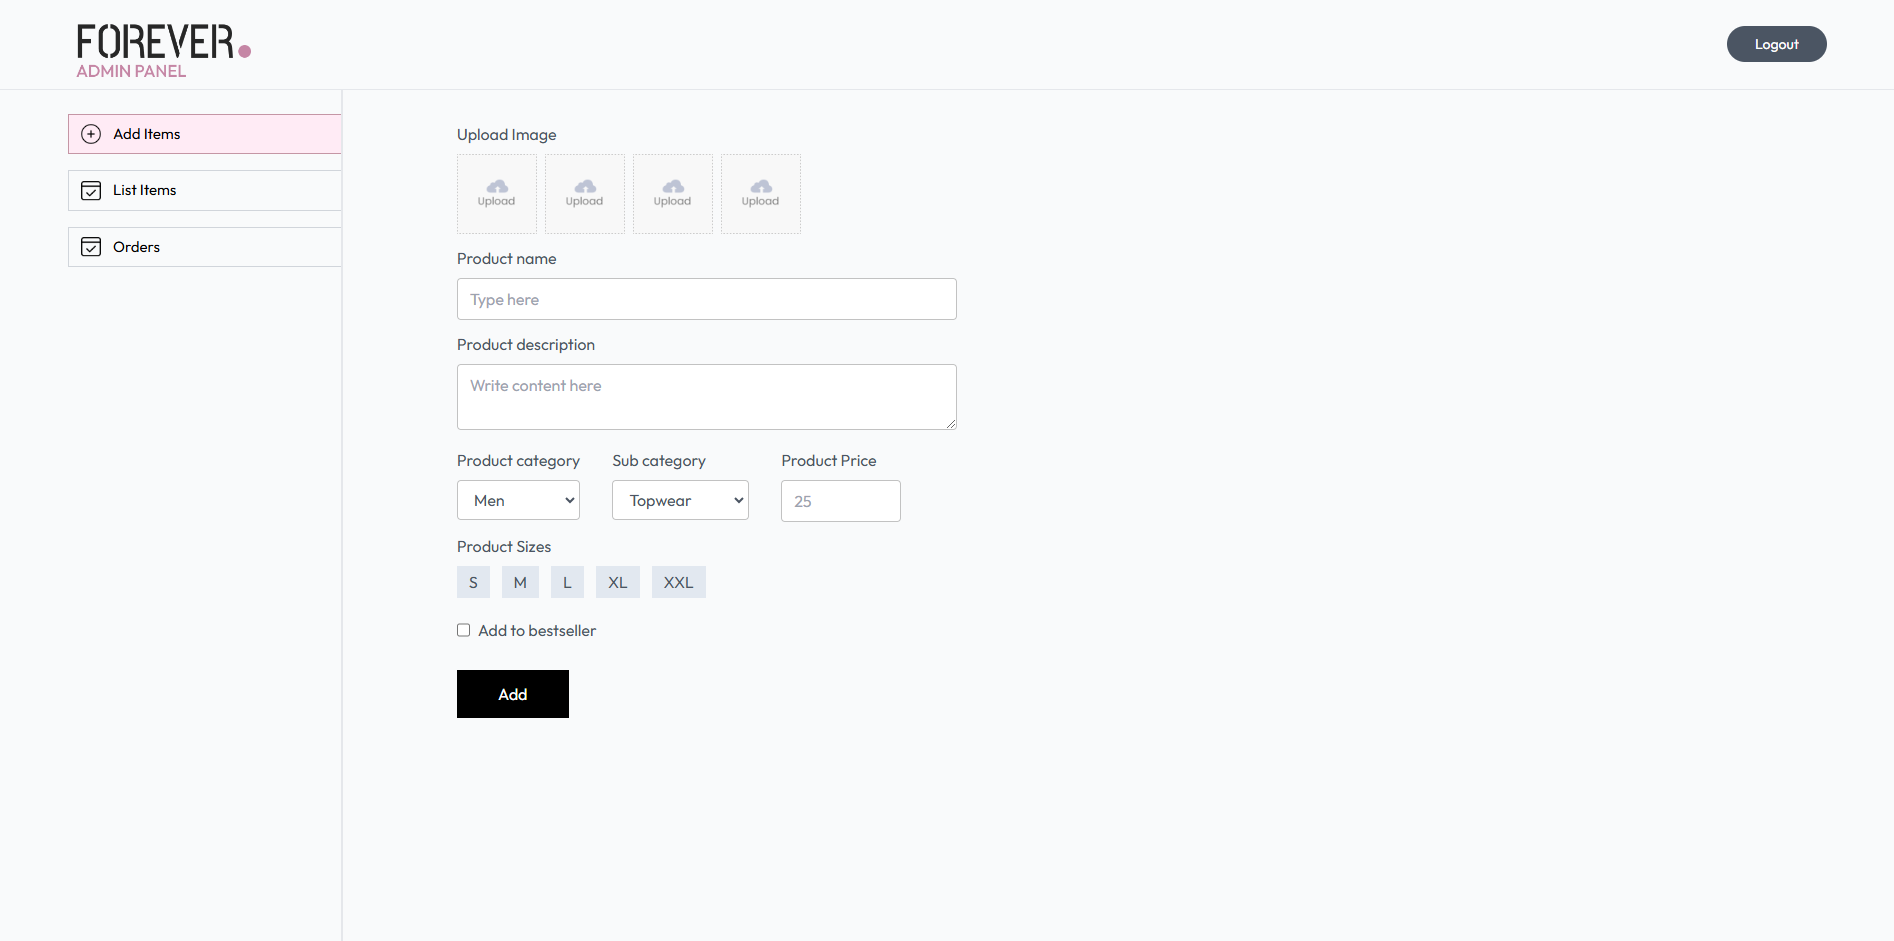 FOREVER.
ADMIN PANEL
Logout
Add Items
List Items
Orders
Upload Image
Upload Upload Upload Upload
Product name
Type here
Product description
Write content here
Product category Sub category Product Price
Men Topwear 25
Product Sizes
S M L XL XXL
Add to bestseller
Add